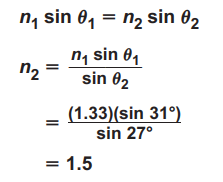 n₁ sin θ₁ = n₂ sin θ₂
n₂ = n₁ sin θ₁ / sin θ₂
= (1.33)(sin 31°) / sin 27°
= 1.5